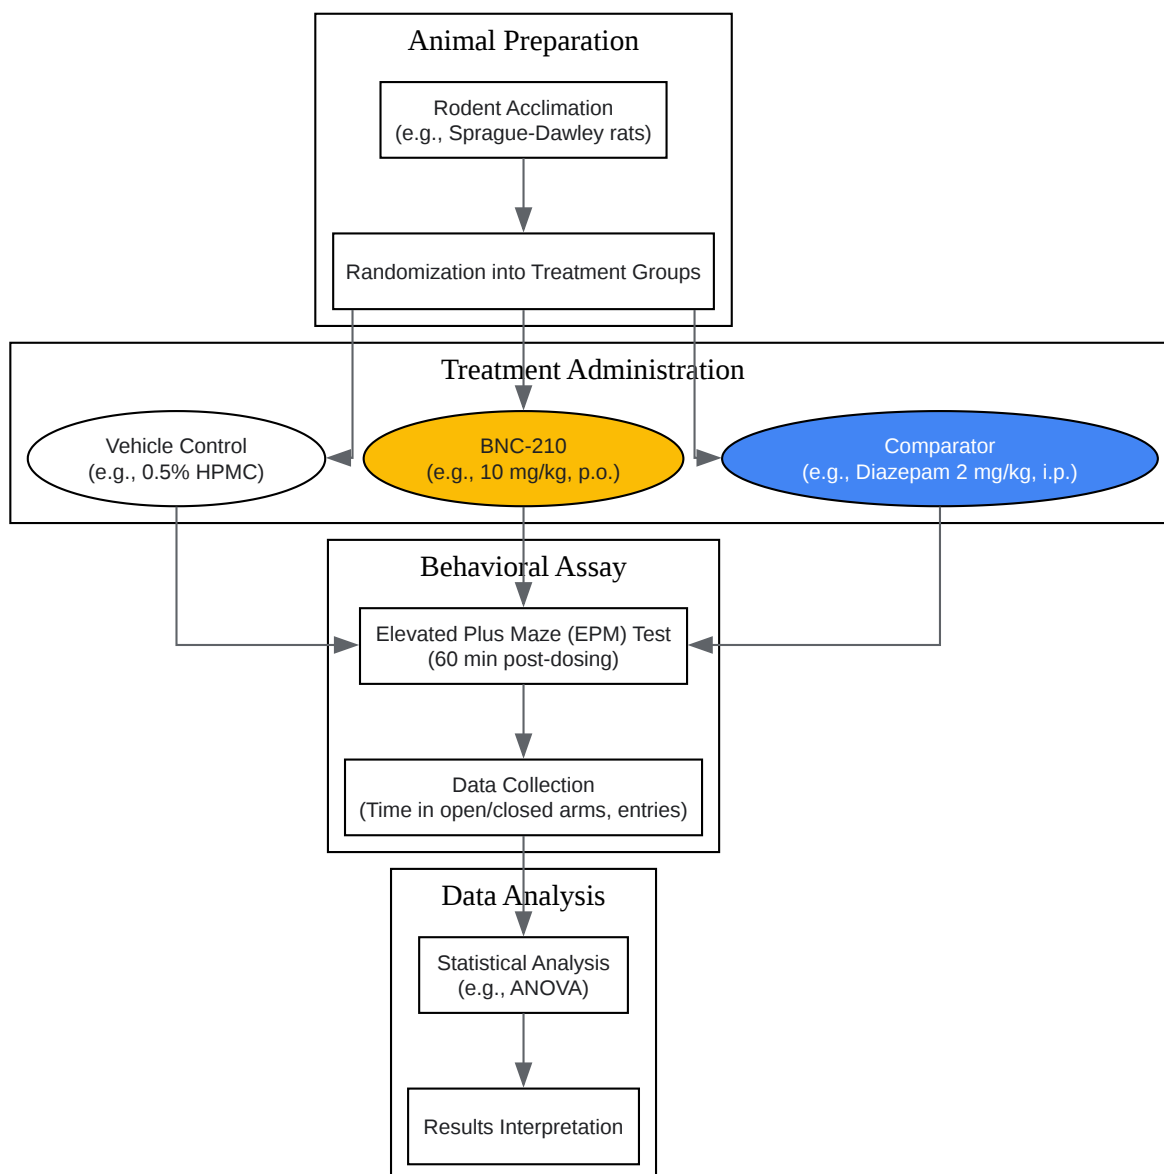 Animal Preparation
Rodent Acclimation
(e.g., Sprague-Dawley rats)
Randomization into Treatment Groups
Treatment Administration
Vehicle Control
(e.g., 0.5% HPMC)
BNC-210
(e.g., 10 mg/kg, p.o.)
Comparator
(e.g., Diazepam 2 mg/kg, i.p.)
Behavioral Assay
Elevated Plus Maze (EPM) Test
(60 min post-dosing)
Data Collection
(Time in open/closed arms, entries)
Data Analysis
Statistical Analysis
(e.g., ANOVA)
Results Interpretation